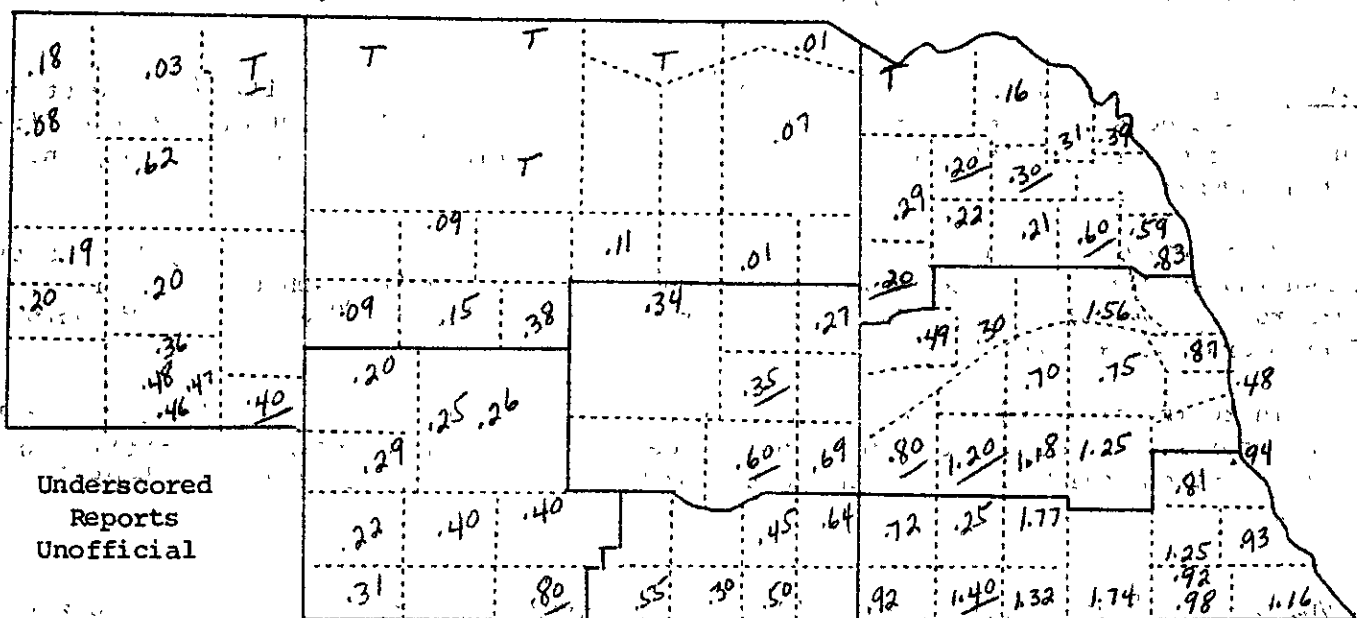 .18 .03 T T T T .01 T
.08 .16
.62 T .07 .31 .39
.20 .30
.29 .22 .21 .60 .59
.09 .11 .01 .83
.19 .20
.20 .20
.09 .15 .38 .34 .27 1.56
.49 .30
.36 .20 .35 .70 .75 .87
.48 .47 .48
.46 .40 .25 .26
.29 .60 .69 .80 1.20 1.18 1.25 .94
Underscored
Reports
Unofficial
.81
.22 .40 .40 .45 .64 .72 .25 1.77
1.25 .93
.31 .80 .55 .30 .50 .92 1.40 1.32 1.74 .92
.98 1.16